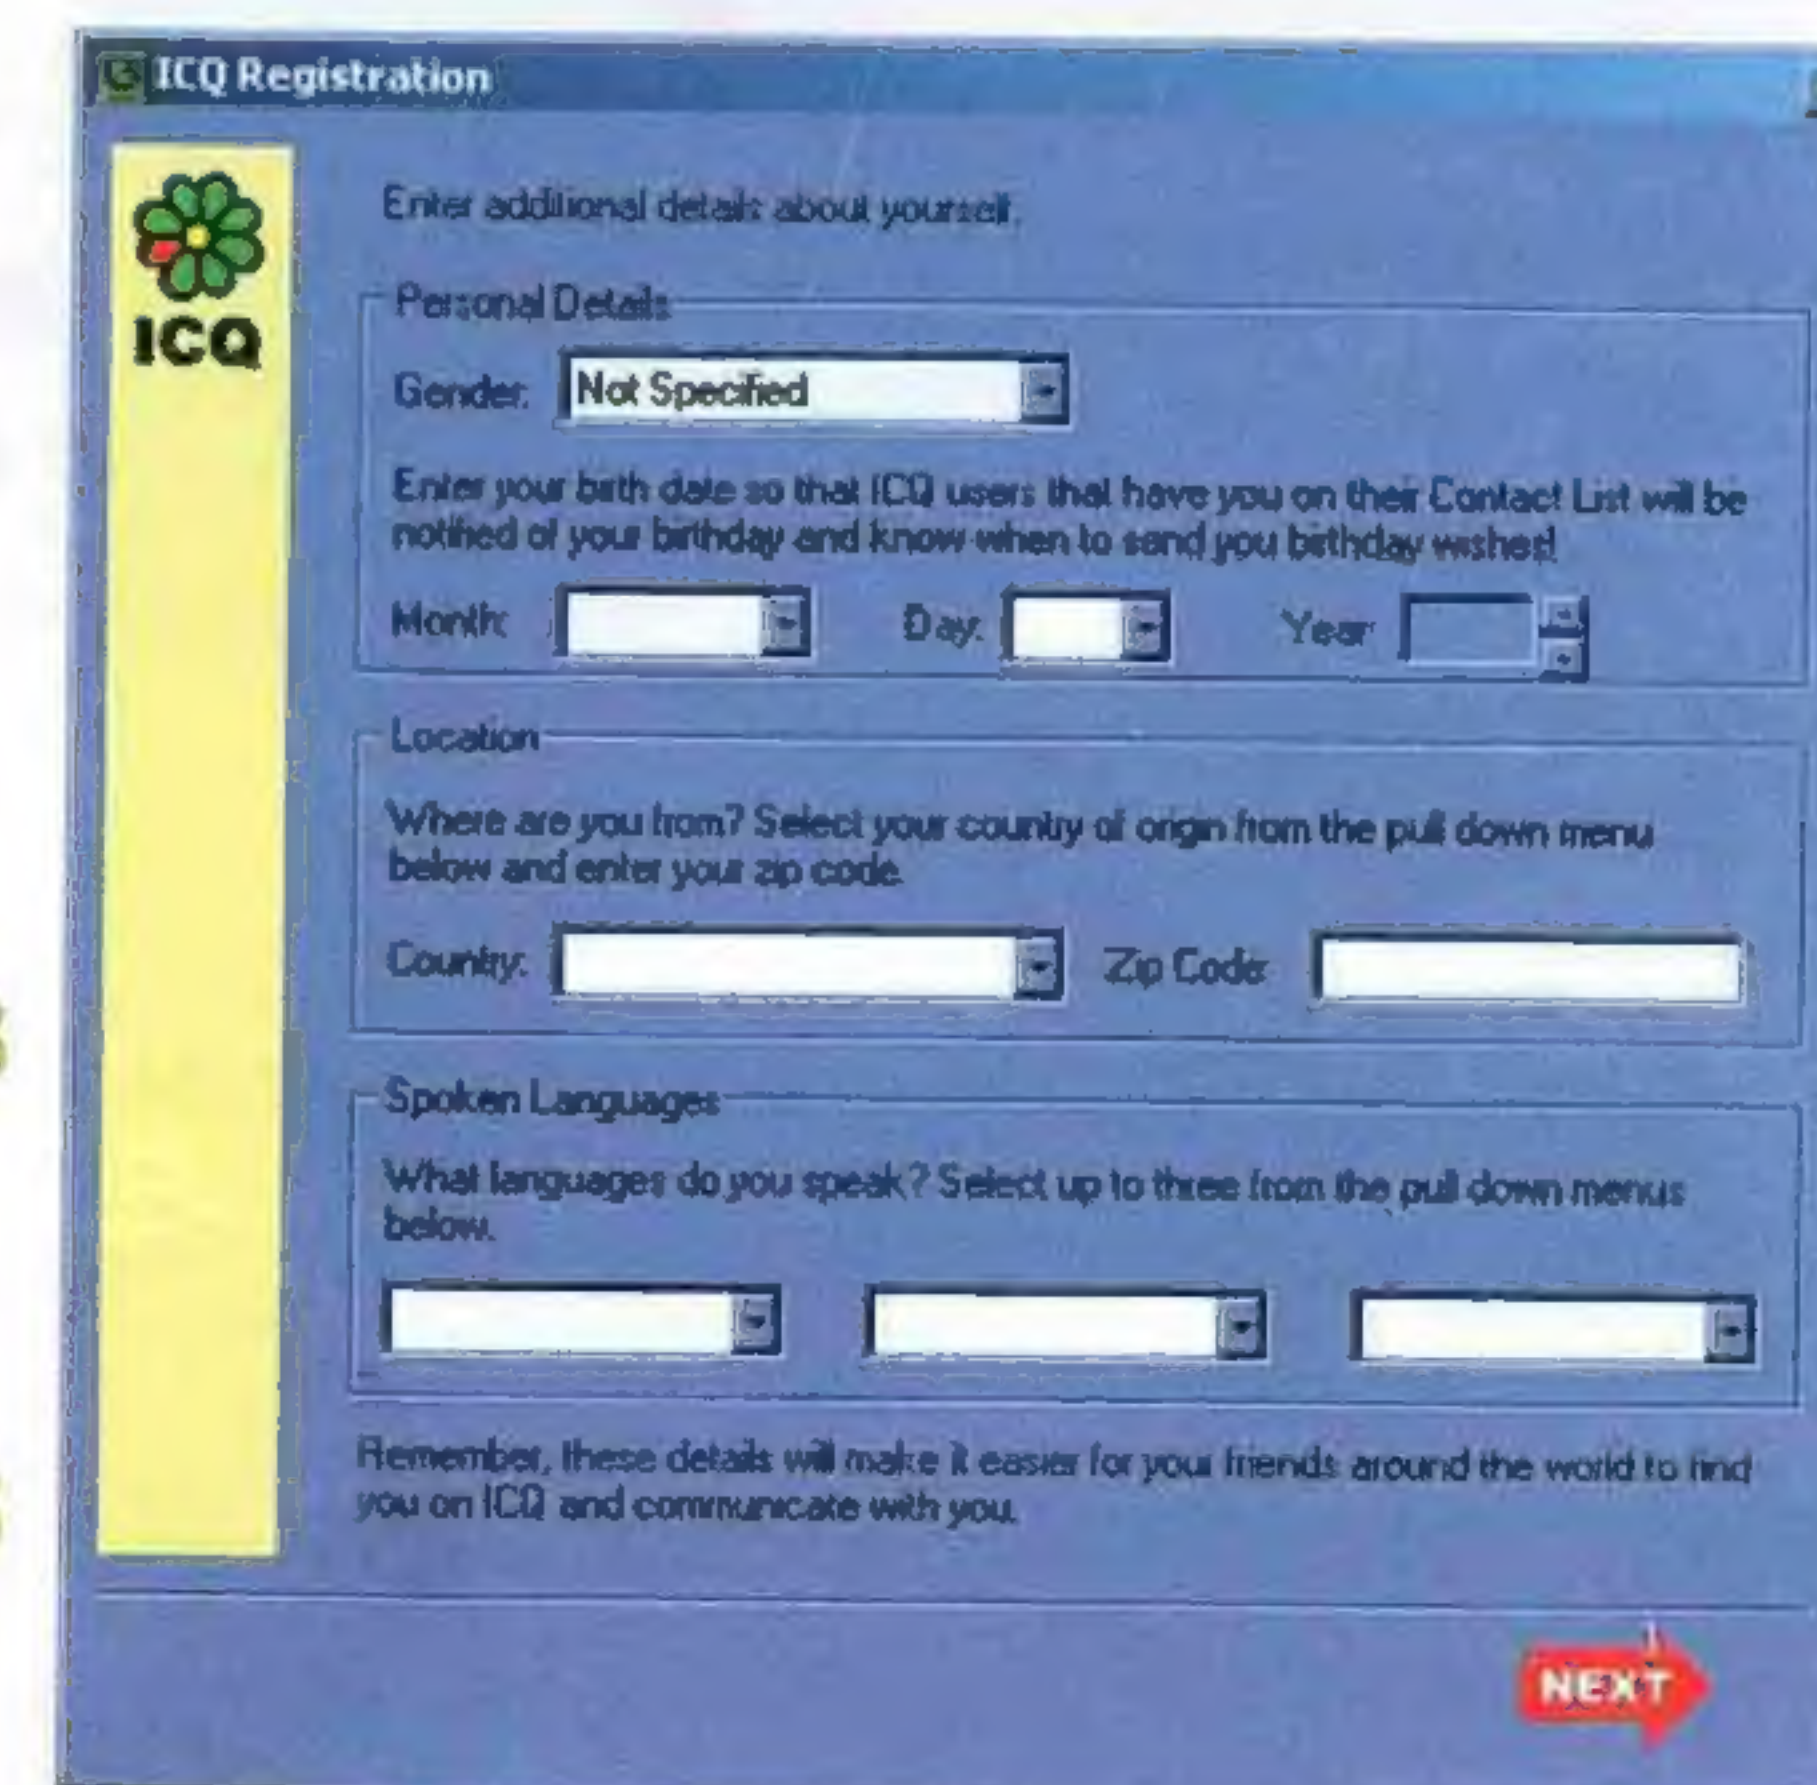 ICQ Registration
ICQ
Enter additional details about yourself.
Personal Details
Gender: Not Specified
Enter your birth date so that ICQ users that have you on their Contact List will be
notified of your birthday and know when to send you birthday wishes!
Month: Day: Year:
Location
Where are you from? Select your country of origin from the pull down menu
below and enter your zip code.
Country: Zip Code:
Spoken Languages
What languages do you speak? Select up to three from the pull down menus
below.
Remember, these details will make it easier for your friends around the world to find
you on ICQ and communicate with you.
NEXT